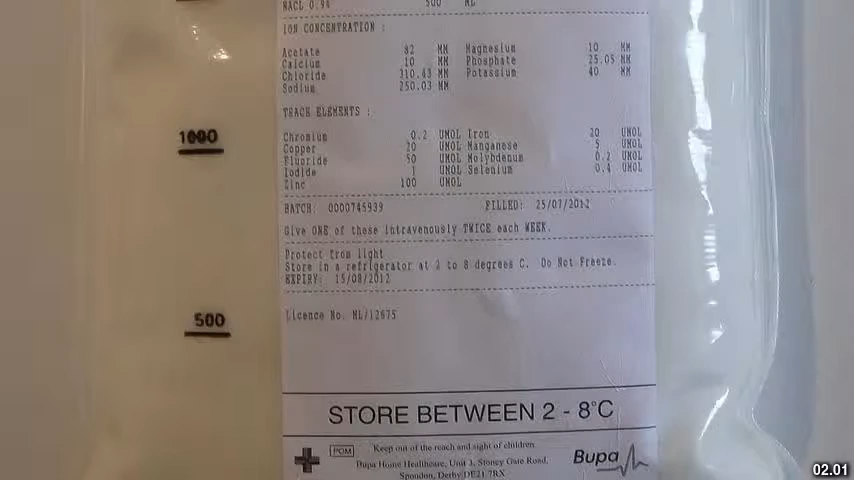 NACL 0.9% 500 ML
ION CONCENTRATION :
Acetate 82 MM Magnesium 10 MM
Calcium 10 MM Phosphate 25.05 MM
Chloride 310.43 MM Potassium 40 MM
Sodium 250.03 MM
TRACE ELEMENTS :
Chromium 0.2 UMOL Iron 20 UMOL
Copper 20 UMOL Manganese 5 UMOL
Fluoride 50 UMOL Molybdenum 0.2 UMOL
Iodide 1 UMOL Selenium 0.4 UMOL
Zinc 100 UMOL
1000
BATCH: 0000745939 FILLED: 25/07/2012
Give ONE of these intravenously TWICE each WEEK.
Protect from light
Store in a refrigerator at 2 to 8 degrees C. Do Not Freeze.
EXPIRY: 15/08/2012
500
Licence No. ML/12675
STORE BETWEEN 2 - 8°C
POM Keep out of the reach and sight of children
Bupa Home Healthcare, Unit 3, Stoney Gate Road,
Spondon, Derby DE21 7RX
Bupa
02.01